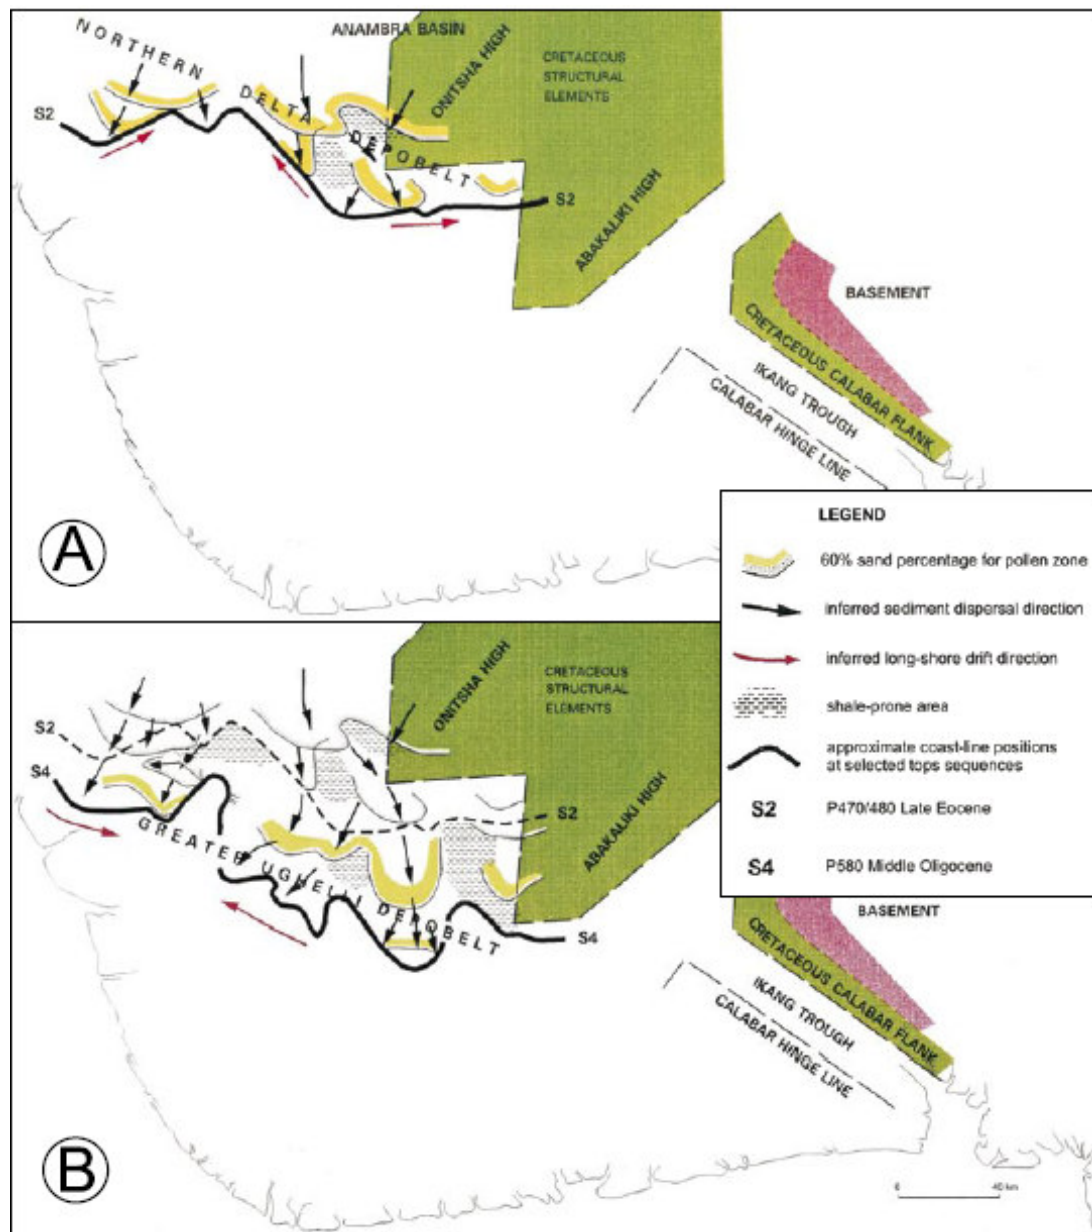 ANAMBRA BASIN
NORTHERN
DELTA
DEPOBELT
ONITSHA HIGH
CRETACEOUS
STRUCTURAL
ELEMENTS
S2
S2
ABAKALIKI HIGH
BASEMENT
CRETACEOUS CALABAR FLANK
IKANG TROUGH
CALABAR HINGE LINE
A
LEGEND
60% sand percentage for pollen zone
inferred sediment dispersal direction
inferred long-shore drift direction
shale-prone area
approximate coast-line positions
at selected tops sequences
S2 P470/480 Late Eocene
S4 P580 Middle Oligocene
ONITSHA HIGH
CRETACEOUS
STRUCTURAL
ELEMENTS
S2
S4
S2
ABAKALIKI HIGH
GREATER UGHELLI DEPOBELT
S4
BASEMENT
CRETACEOUS CALABAR FLANK
IKANG TROUGH
CALABAR HINGE LINE
B
0 40 km